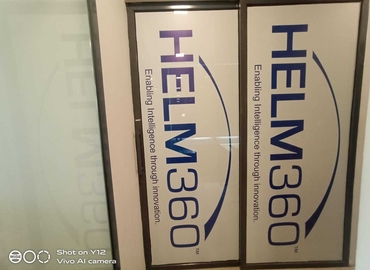 HELM360™
Enabling Intelligence through innovation.
HELM360™
Enabling Intelligence through innovation.
Shot on Y12
Vivo AI camera